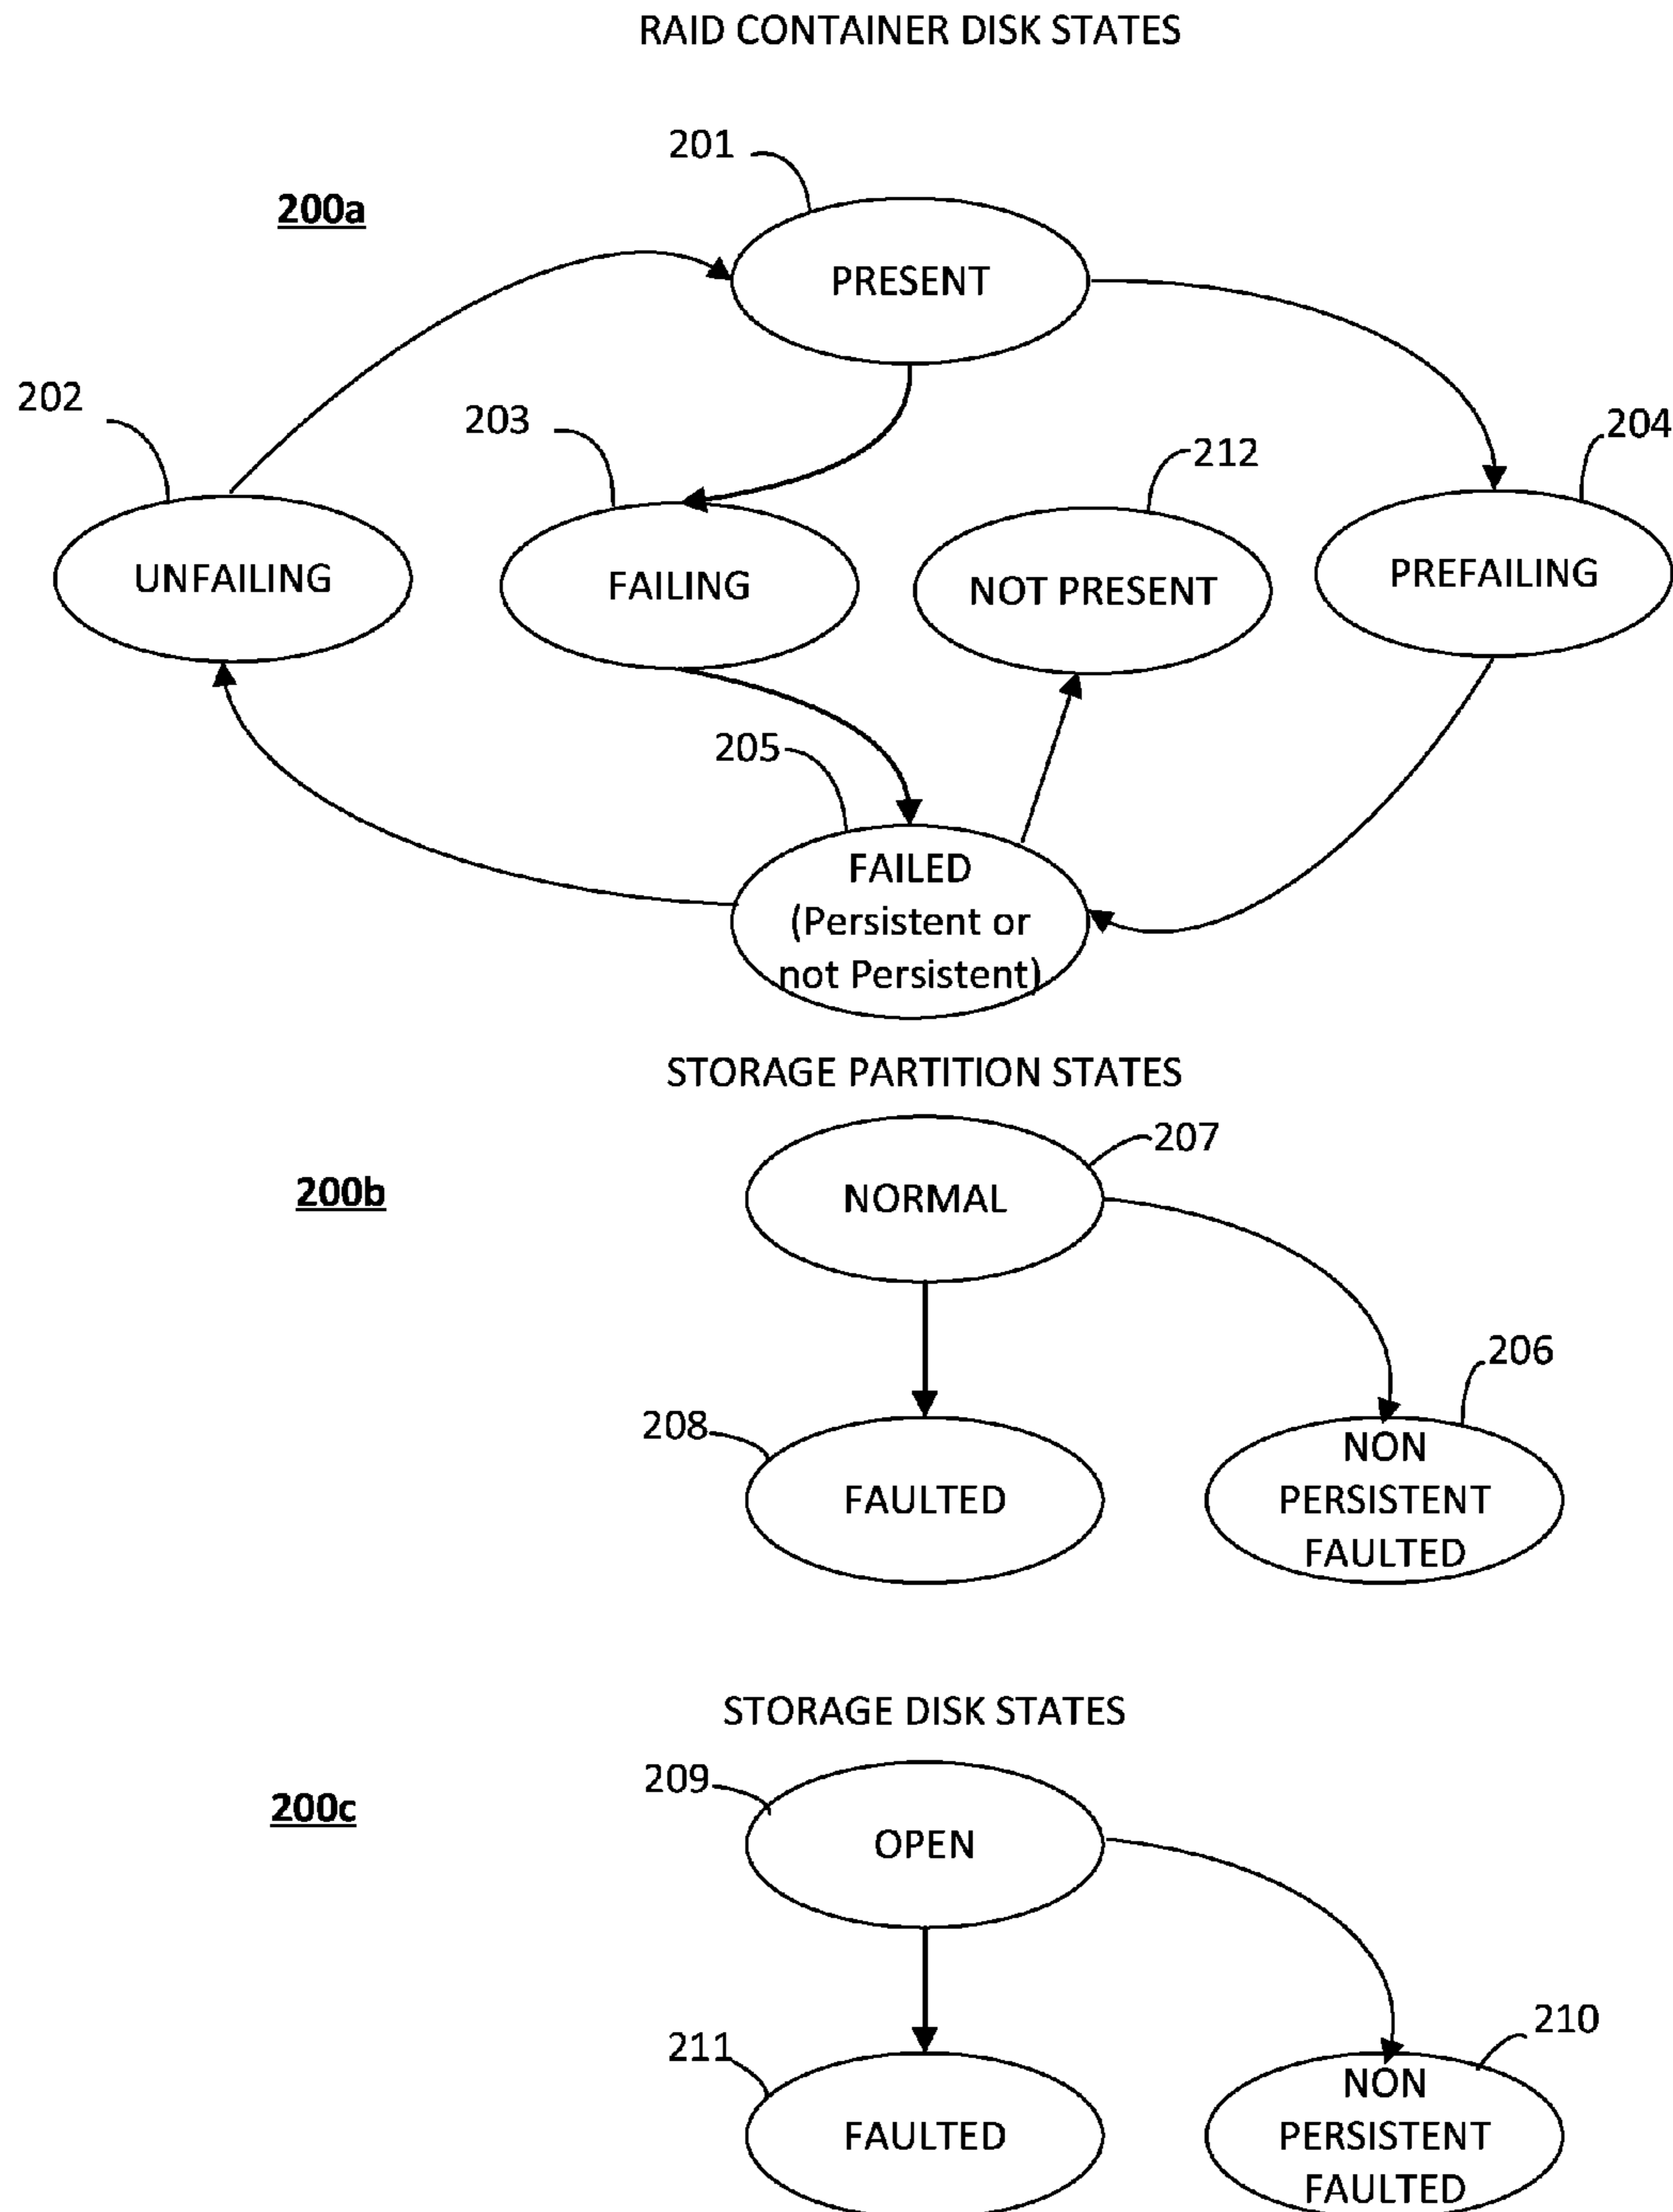 RAID CONTAINER DISK STATES
201
200a
PRESENT
202
203
212
204
UNFAILING
FAILING
NOT PRESENT
PREFAILING
205
FAILED
(Persistent or
not Persistent)
STORAGE PARTITION STATES
207
200b
NORMAL
206
208
NON
PERSISTENT
FAULTED
FAULTED
STORAGE DISK STATES
209
200c
OPEN
210
211
NON
PERSISTENT
FAULTED
FAULTED